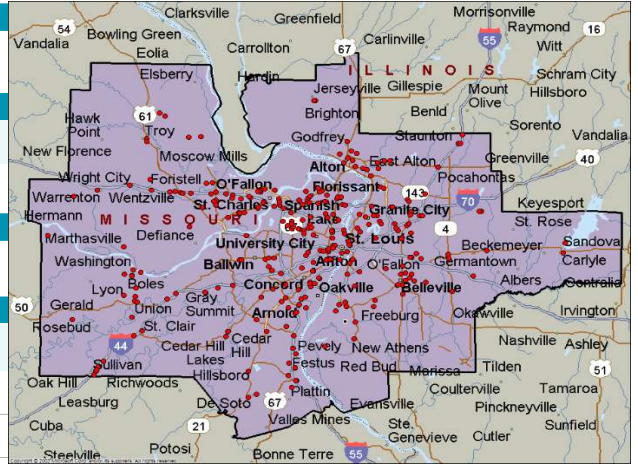 Clarksville
Greenfield
Morrisonville
54
Bowling Green
67
Carlinville
55
Raymond
16
Vandalia
Eolia
Carrollton
Witt
Elsberry
Hardin
ILLINOIS
Schram City
Jerseyville
Gillespie
Mount
Olive
Hillsboro
Hawk
Point
61
Brighton
Benld
Sorento
Troy
Godfrey
Staunton
Vandalia
New Florence
Moscow Mills
Alton
East Alton
Greenville
40
Wright City
Foristell
O'Fallon
Florissant
Pocahontas
Warrenton
Wentzville
St. Charles
Spanish
Lake
143
Granite City
70
Keyesport
Hermann
MISSOURI
St. Rose
Marthasville
Defiance
University City
St. Louis
4
Beckemeyer
Sandova
Washington
Ballwin
Afton
O'Fallon
Germantown
Carlyle
Lyon
Boles
Concord
Oakville
Belleville
Albers
Centralia
50
Gerald
Union
Gray
Summit
Arnold
Freeburg
Okawville
Irvington
Rosebud
St. Clair
44
Cedar Hill
Cedar
Hill
Pevely
New Athens
Nashville
Ashley
Sullivan
Lakes
Hillsboro
Festus
Red Bud
Marissa
Tilden
51
Oak Hill
Richwoods
Plattin
Coulterville
Tamaroa
Leasburg
De Soto
67
Evansville
Pinckneyville
Cuba
21
Valles Mines
Ste.
Genevieve
Cutler
Sunfield
Steelville
Potosi
Bonne Terre
55